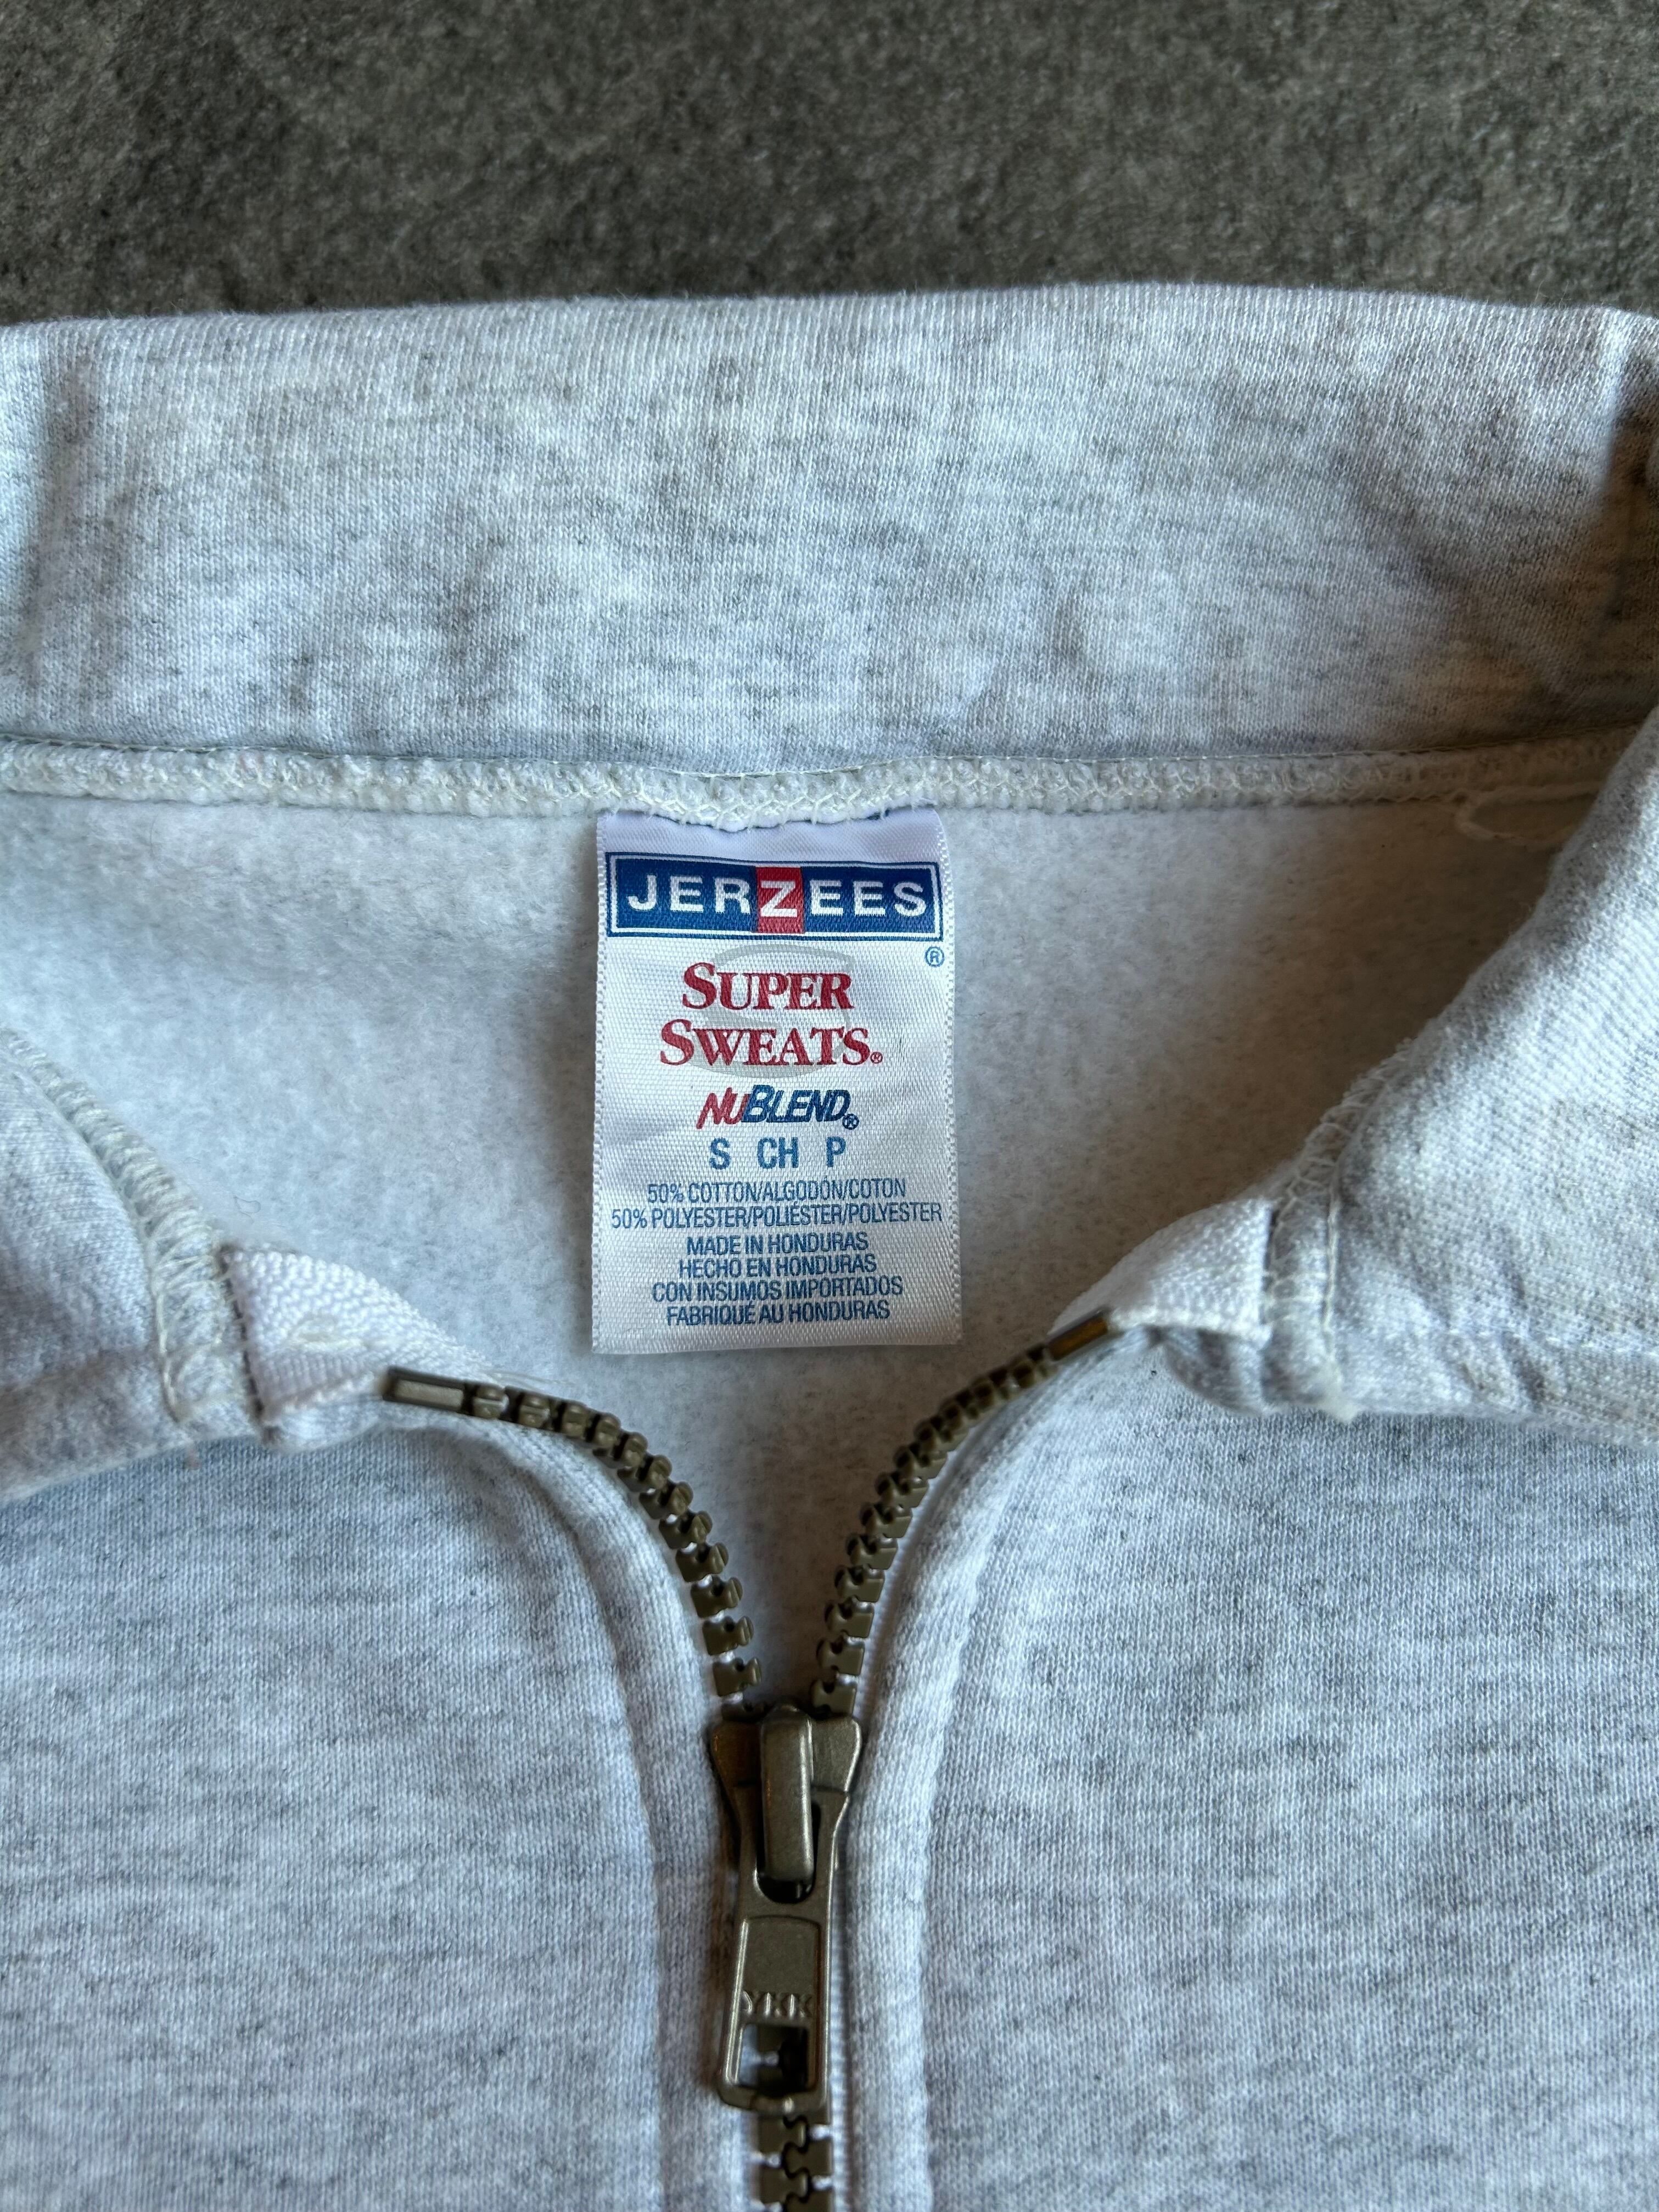 JERZEES
®
SUPER
SWEATS®
NUBLEND®
S CH P
50% COTTON/ALGODÓN/COTON
50% POLYESTER/POLIÉSTER/POLYESTER
MADE IN HONDURAS
HECHO EN HONDURAS
CON INSUMOS IMPORTADOS
FABRIQUÉ AU HONDURAS
YKK